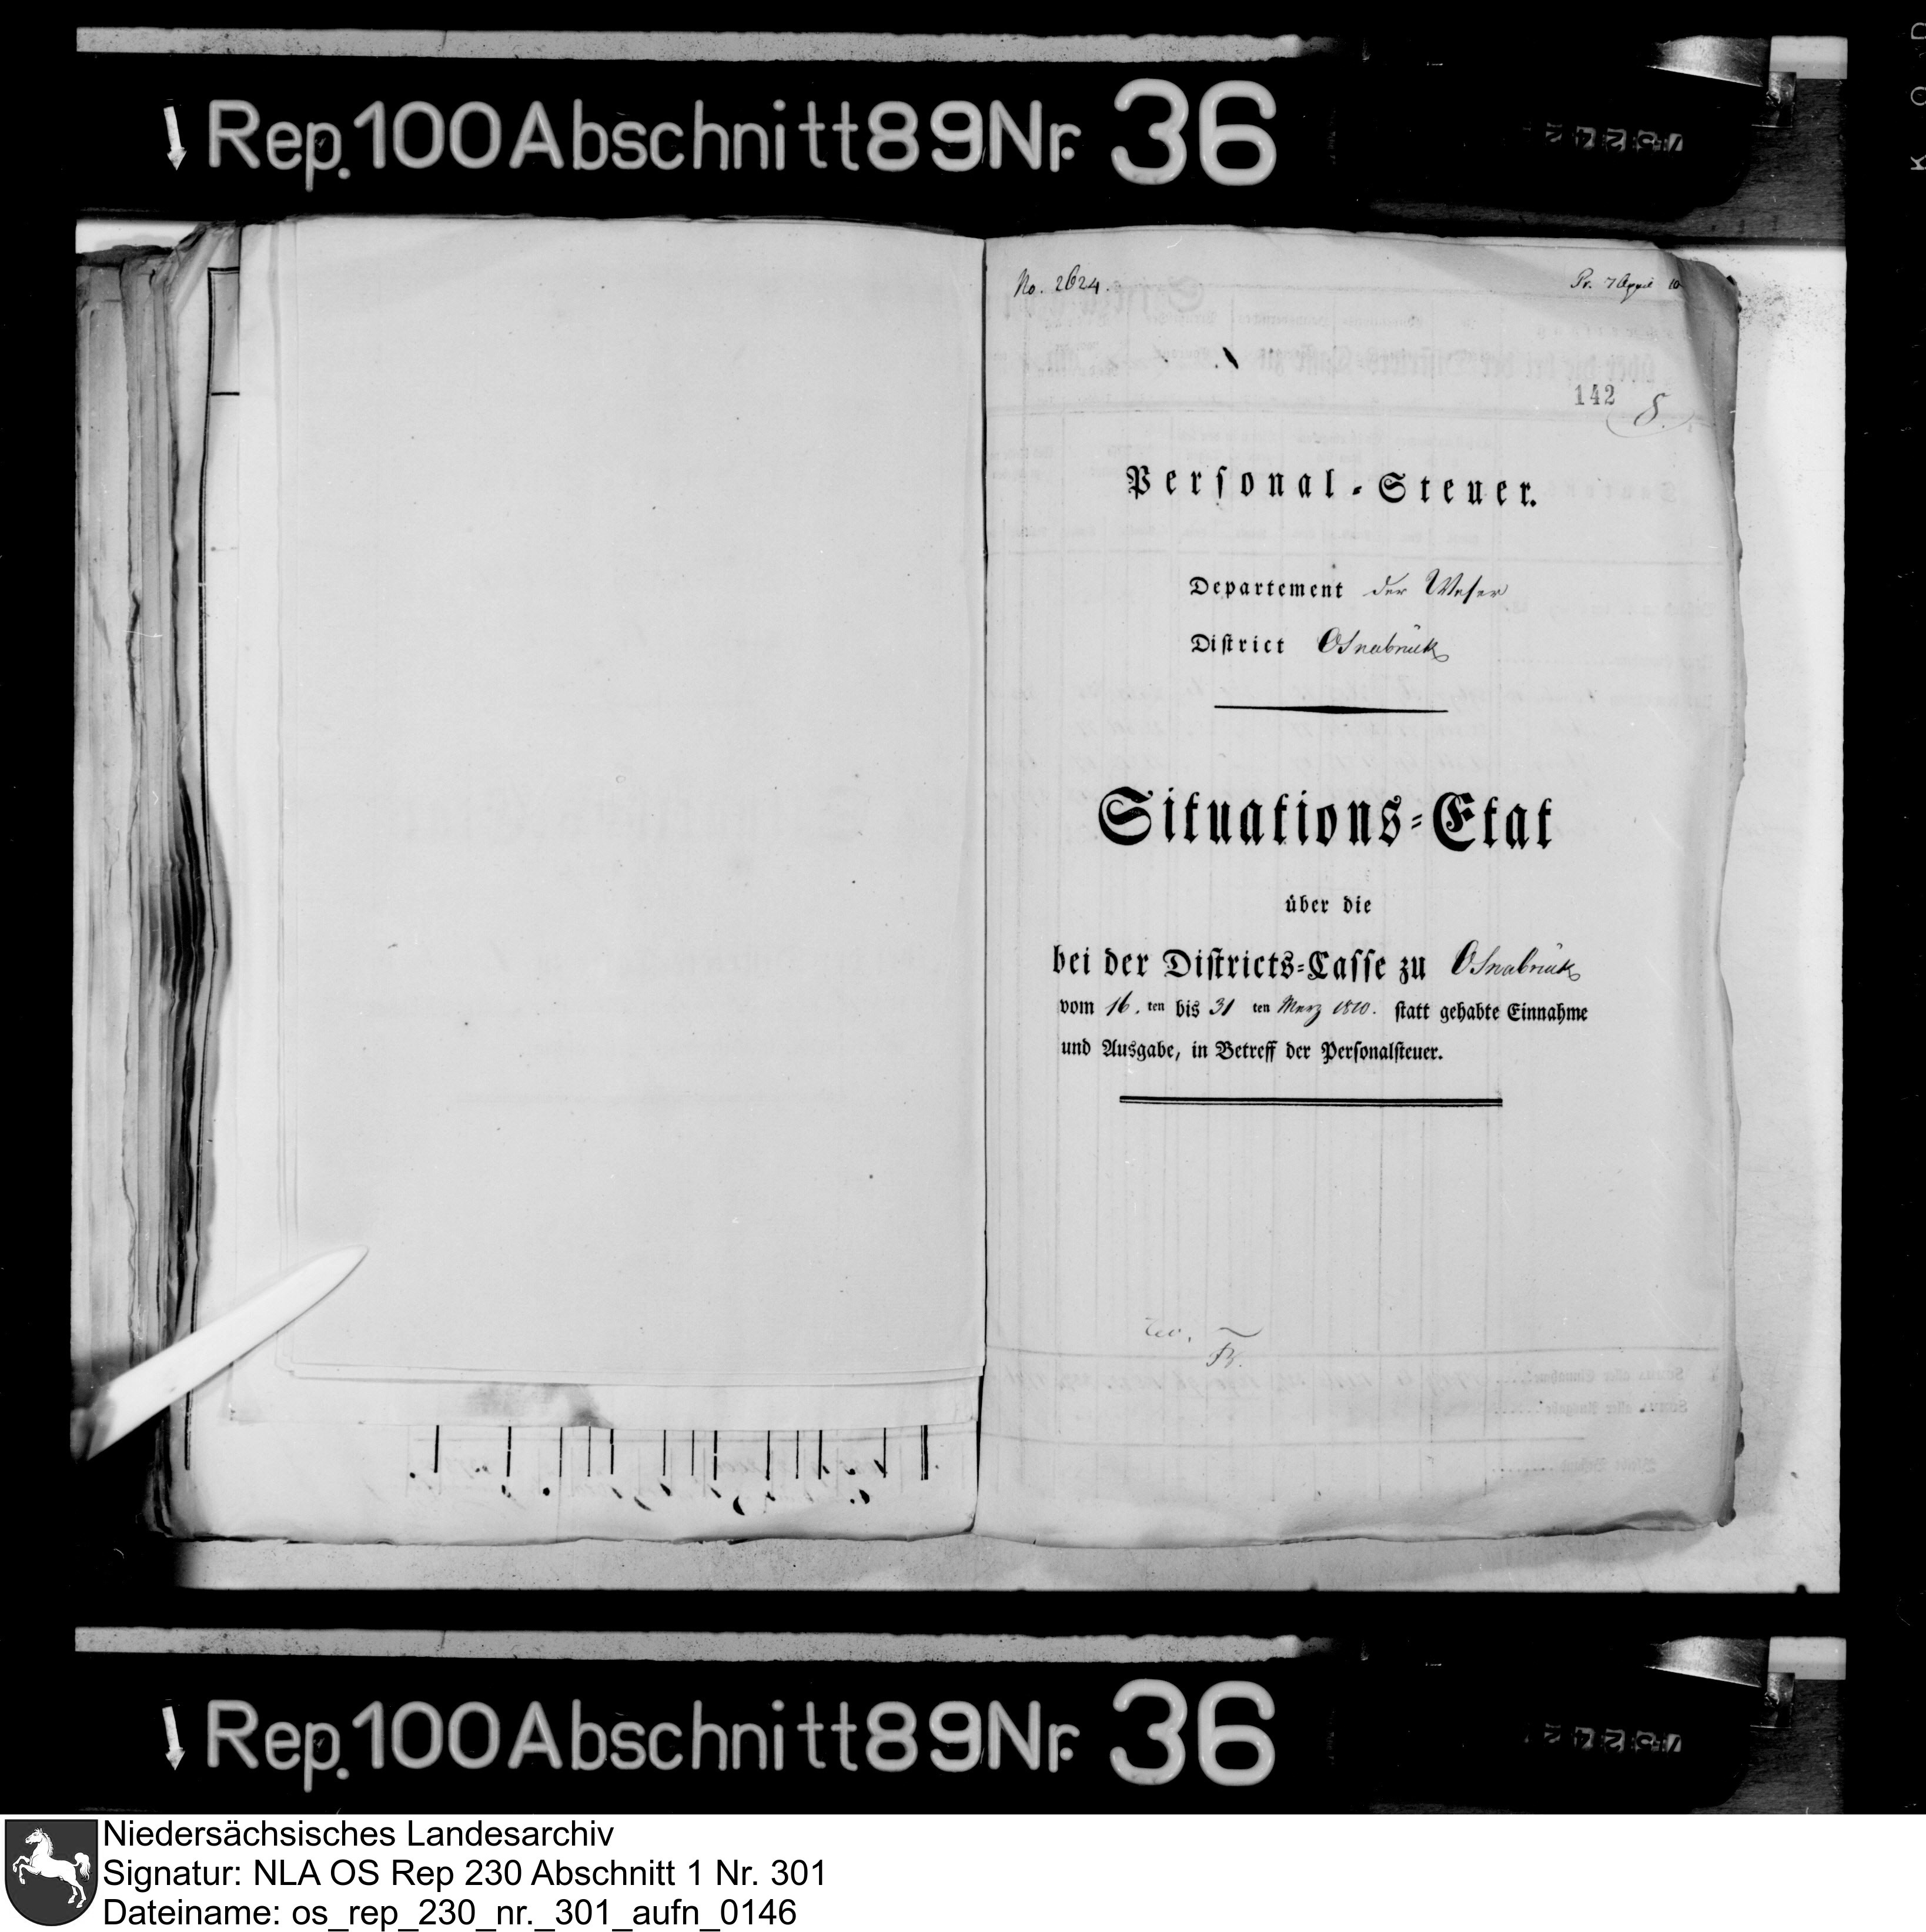 Rep. 100 Abschnitt 89 Nr. 36
No. 2624.
Pr. 7 April 10
142
8.
Personal-Steuer.
Departement der Weser
District Osnabrück
Situations-Etat
über die
bei der Districts-Casse zu Osnabrück
vom 16. ten bis 31 ten Merz 1810. statt gehabte Einnahme
und Ausgabe, in Betreff der Personalsteuer.
Rep. 100 Abschnitt 89 Nr. 36
Niedersächsisches Landesarchiv
Signatur: NLA OS Rep 230 Abschnitt 1 Nr. 301
Dateiname: os_rep_230_nr._301_aufn_0146